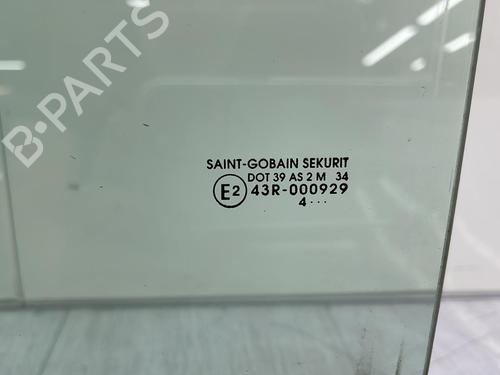 B-PARTS
SAINT-GOBAIN SEKURIT
DOT 39 AS 2 M 34
E2 43R-000929
4 ...